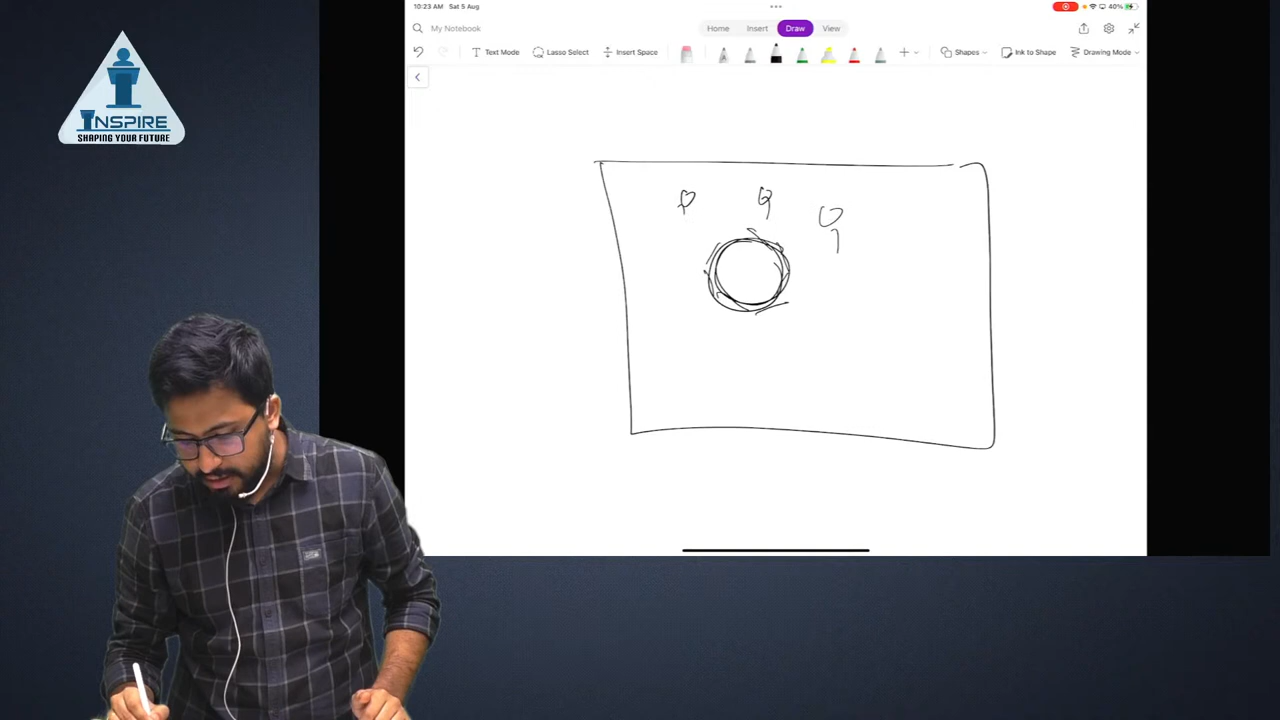 10:23 AM Sat 5 Aug
40%
My Notebook
Home Insert Draw View
Text Mode Lasso Select Insert Space Shapes Ink to Shape Drawing Mode
INSPIRE
SHAPING YOUR FUTURE